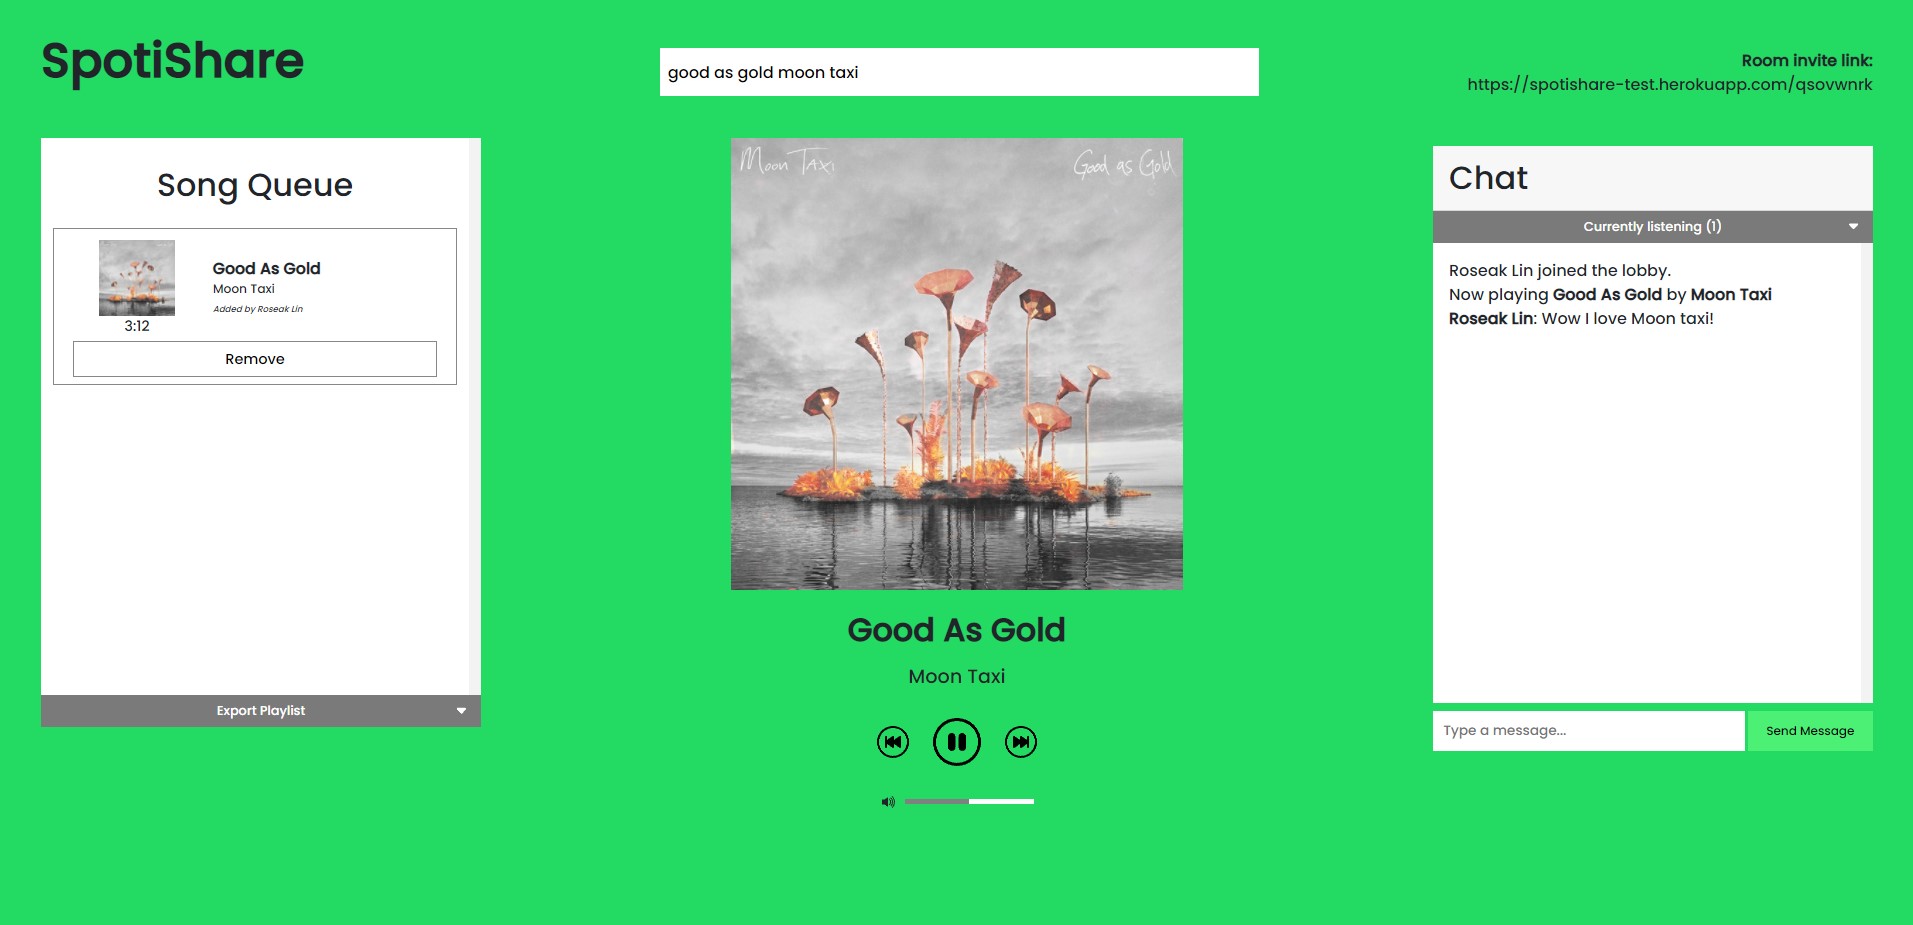 SpotiShare
good as gold moon taxi
Room invite link:
https://spotishare-test.herokuapp.com/qsovwnrk
Song Queue
Good As Gold
Moon Taxi
Added by Roseak Lin
3:12
Remove
Export Playlist
Moon Taxi
Good as Gold
Good As Gold
Moon Taxi
Chat
Currently listening (1)
Roseak Lin joined the lobby.
Now playing Good As Gold by Moon Taxi
Roseak Lin: Wow I love Moon taxi!
Type a message...
Send Message